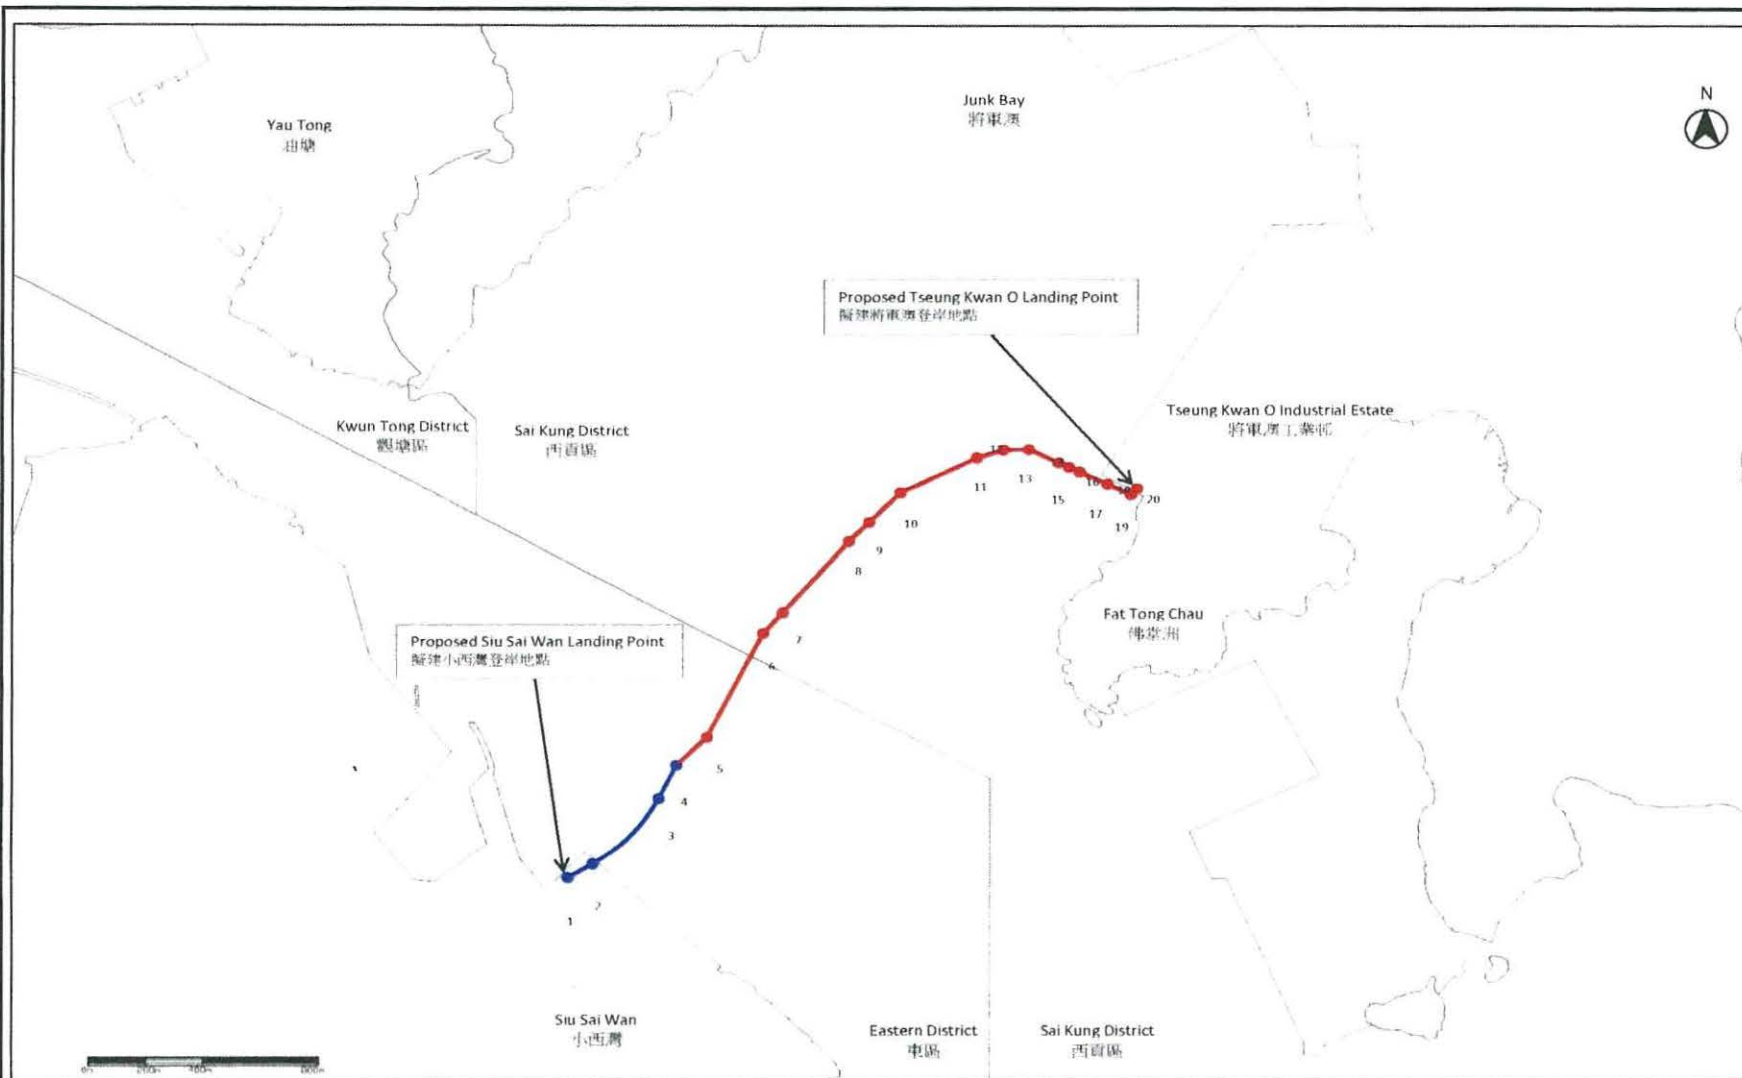 Junk Bay
將軍澳
N
Yau Tong
油塘
Proposed Tseung Kwan O Landing Point
擬建將軍澳登岸地點
Kwun Tong District
觀塘區
Sai Kung District
西貢區
Tseung Kwan O Industrial Estate
將軍澳工業邨
11
13
15
17
19
20
10
9
8
Fat Tong Chau
佛堂洲
Proposed Siu Sai Wan Landing Point
擬建小西灣登岸地點
7
6
5
4
3
2
1
Siu Sai Wan
小西灣
Eastern District
東區
Sai Kung District
西貢區